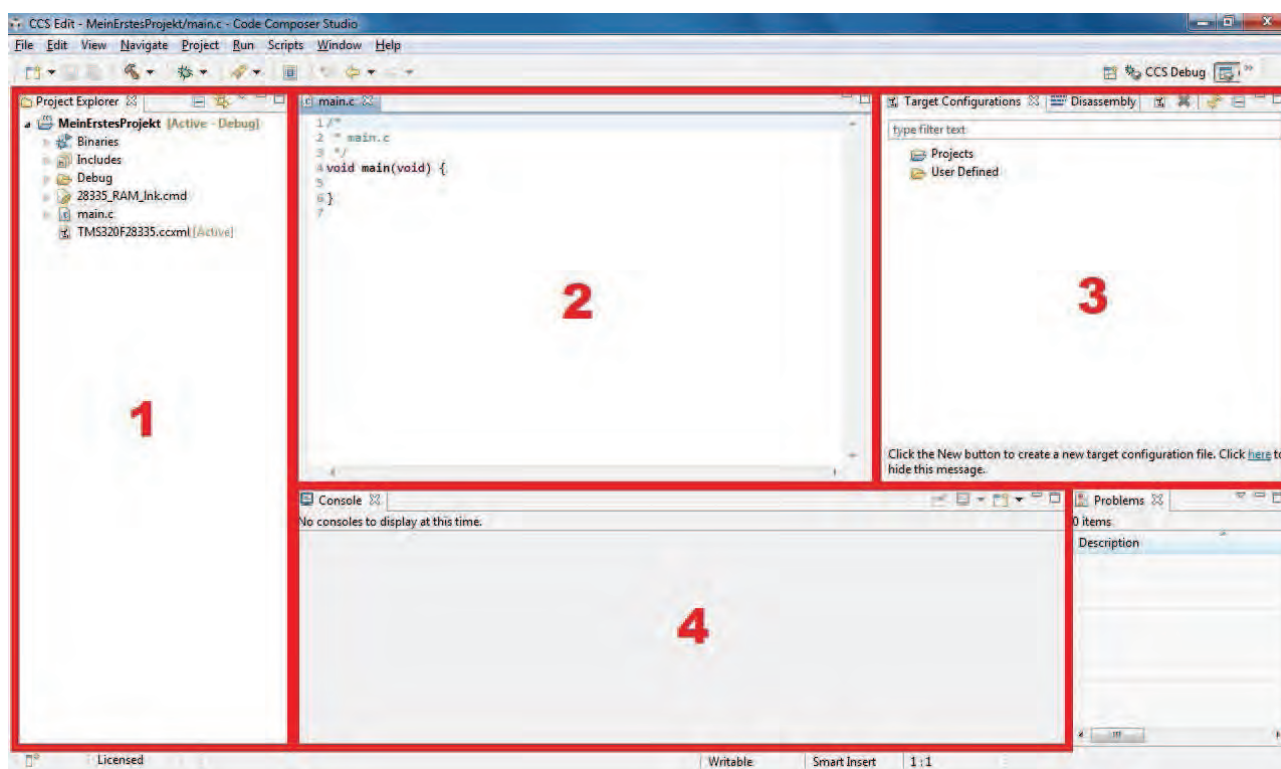 CCS Edit - MeinErstesProjekt/main.c - Code Composer Studio
File Edit View Navigate Project Run Scripts Window Help
CCS Debug
Project Explorer
MeinErstesProjekt [Active - Debug]
Binaries
Includes
Debug
28335_RAM_lnk.cmd
main.c
TMS320F28335.ccxml [Active]
1
main.c
1 /*
2 * main.c
3 */
4 void main(void) {
5
6 }
7
2
Target Configurations Disassembly
type filter text
Projects
User Defined
3
Click the New button to create a new target configuration file. Click here to
hide this message.
Console
No consoles to display at this time.
4
Problems
0 items
Description
Licensed
Writable Smart Insert 1 : 1